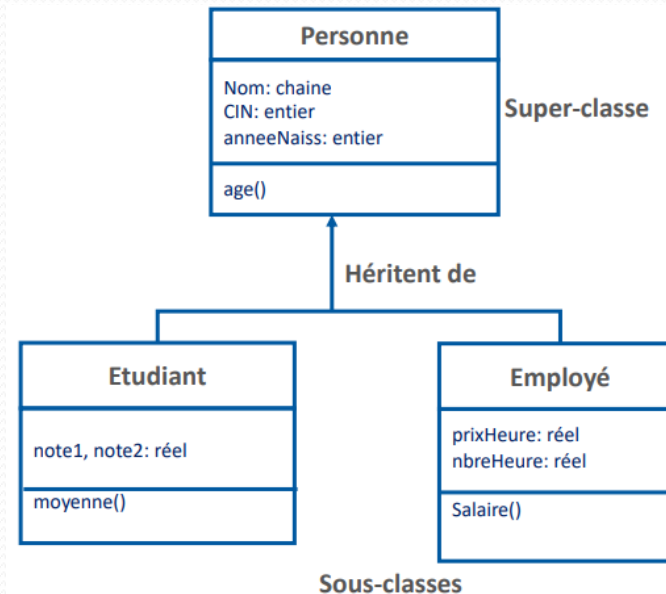 Personne
Nom: chaine
CIN: entier
anneeNaiss: entier
Super-classe
age()
Héritent de
Etudiant
note1, note2: réel
moyenne()
Employé
prixHeure: réel
nbreHeure: réel
Salaire()
Sous-classes